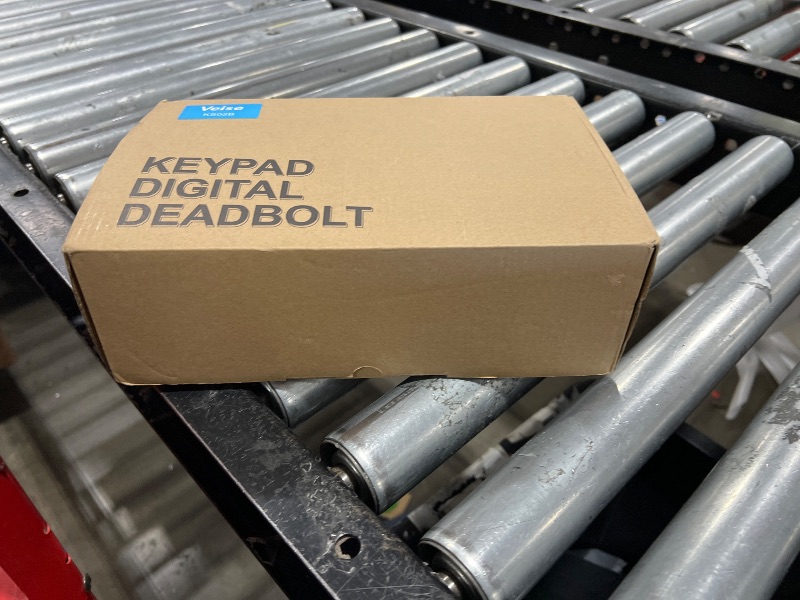 Veise
KS02B
KEYPAD
DIGITAL
DEADBOLT